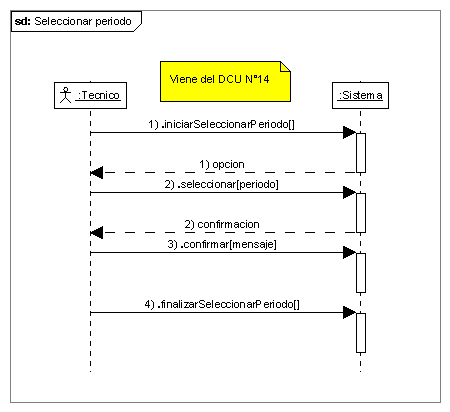 sd: Seleccionar periodo
Viene del DCU N°14
:Tecnico
:Sistema
1) .iniciarSeleccionarPeriodo[]
1) opcion
2) .seleccionar[periodo]
2) confirmacion
3) .confirmar[mensaje]
4) .finalizarSeleccionarPeriodo[]